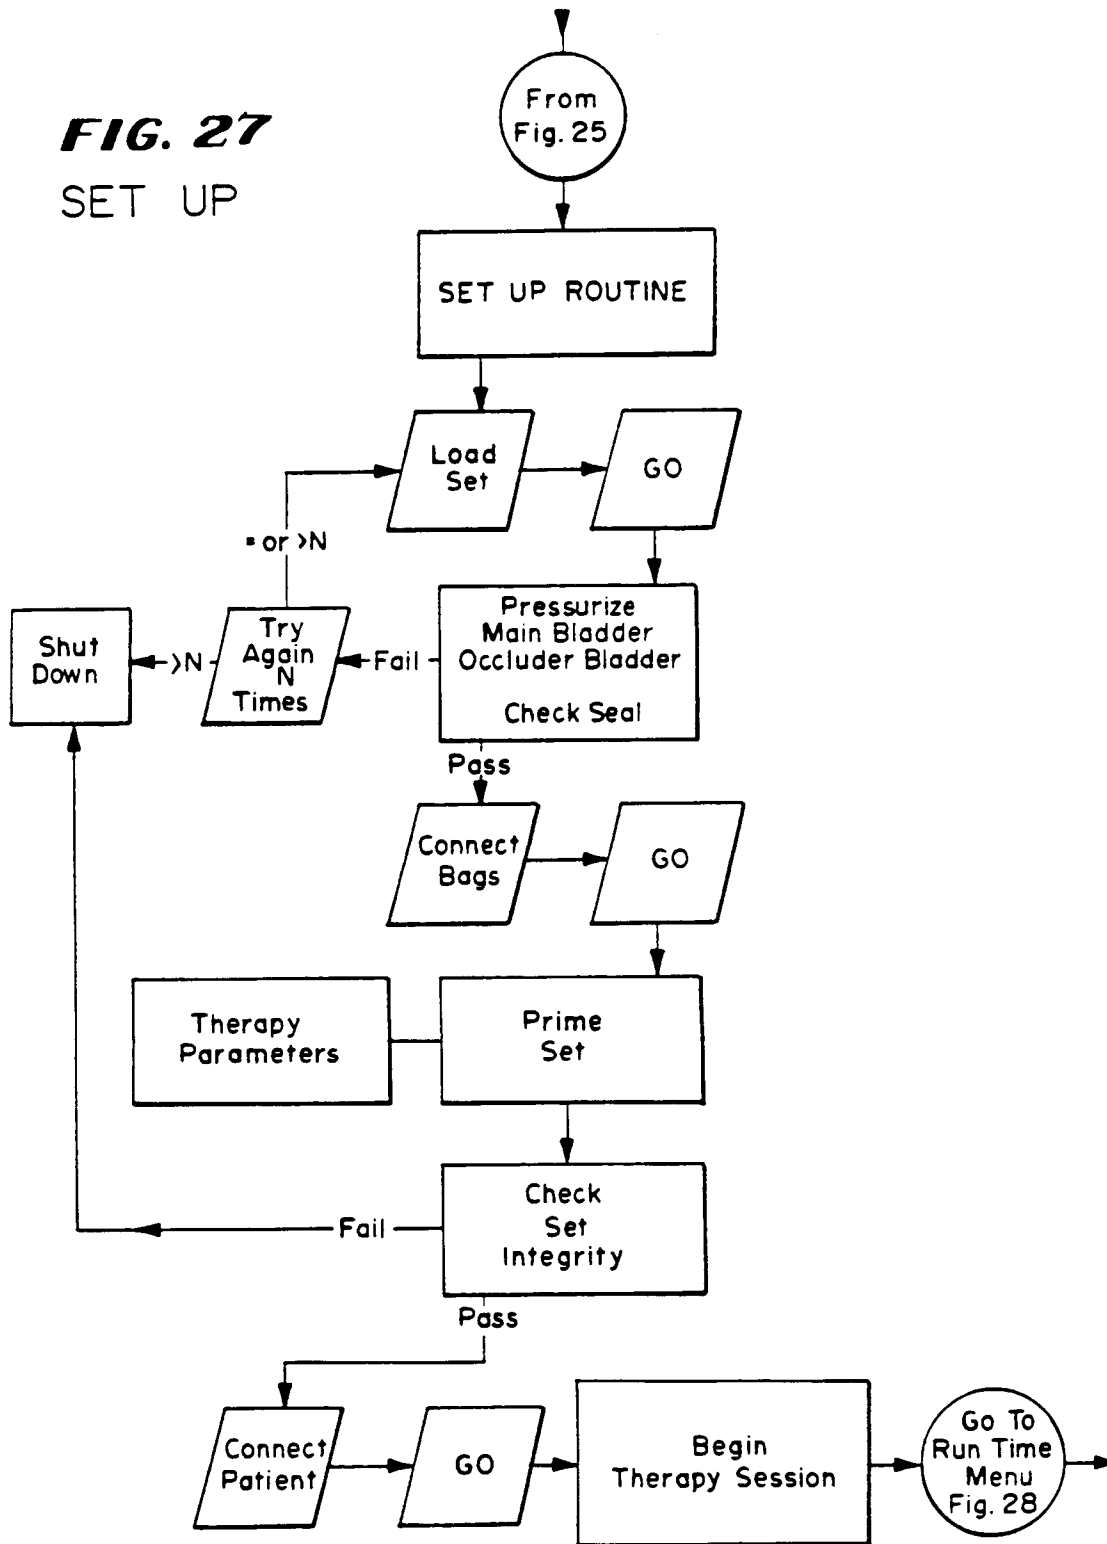 FIG. 27
SET UP
From
Fig. 25
SET UP ROUTINE
Load
Set
GO
= or >N
Shut
Down
>N
Try
Again
N
Times
Fail
Pressurize
Main Bladder
Occluder Bladder
Check Seal
Pass
Connect
Bags
GO
Therapy
Parameters
Prime
Set
Check
Set
Integrity
Fail
Pass
Connect
Patient
GO
Begin
Therapy Session
Go To
Run Time
Menu
Fig. 28